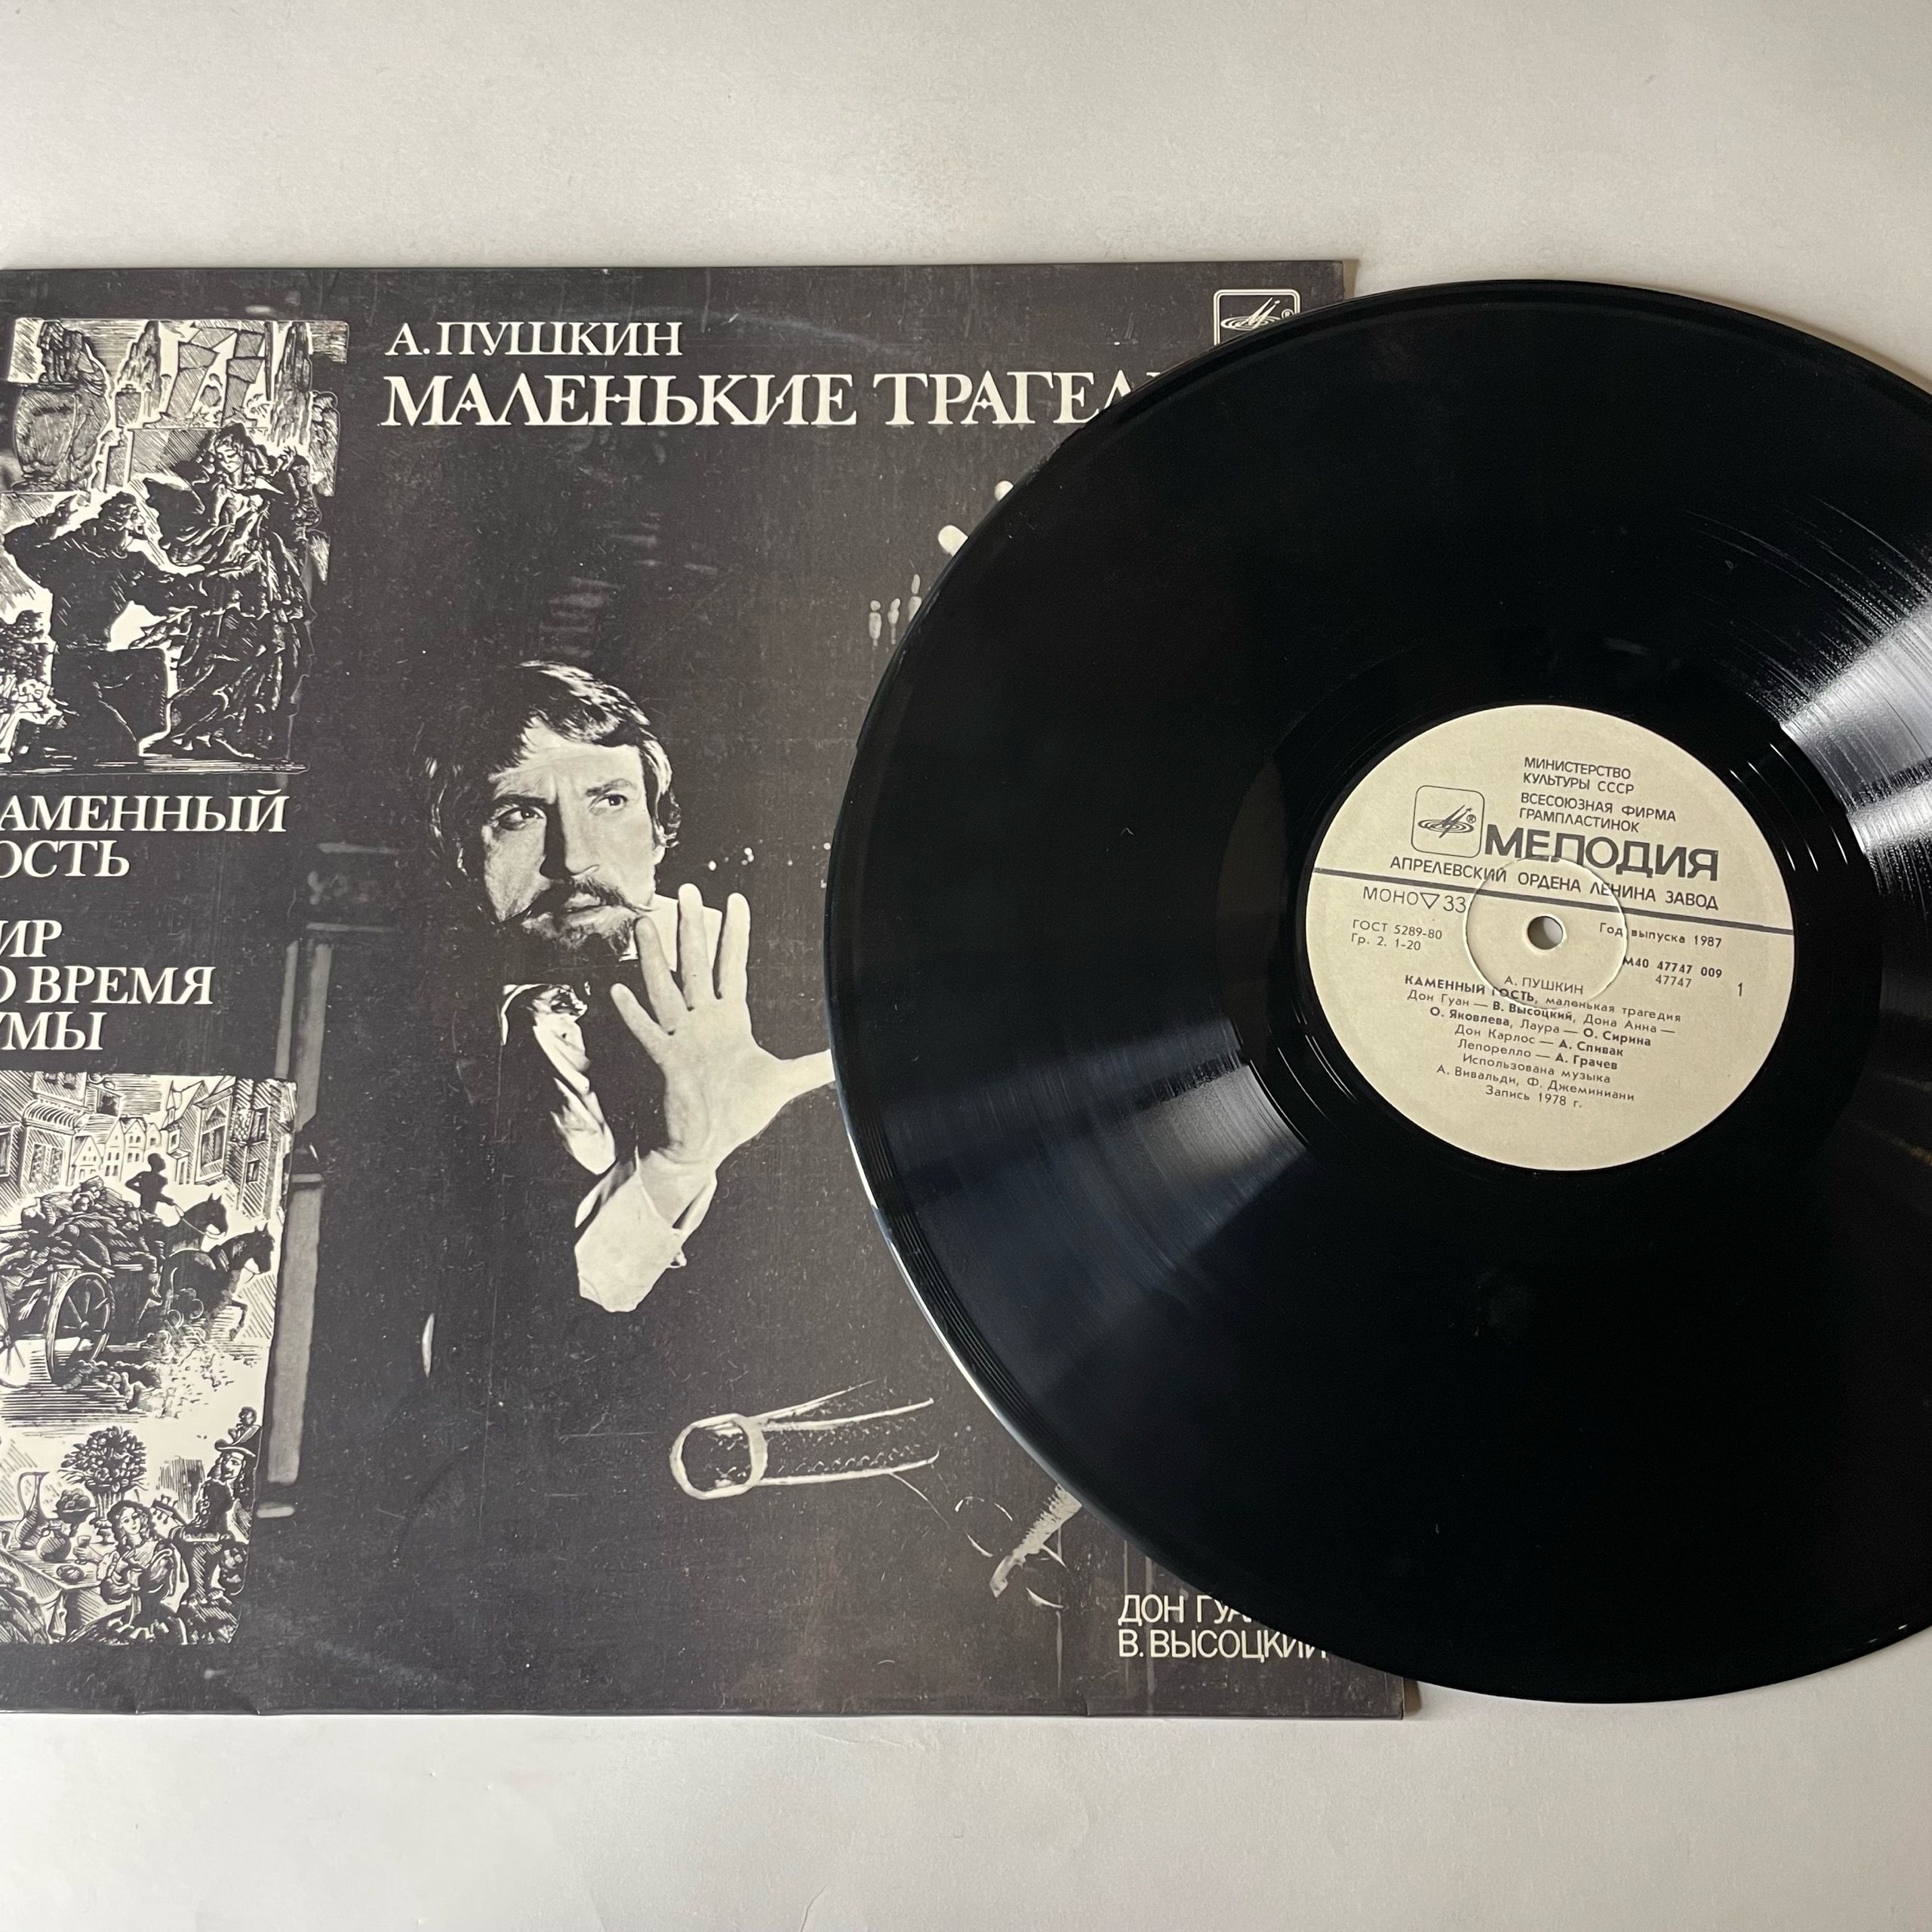 А.ПУШКИН
МАЛЕНЬКИЕ ТРАГЕД
АМЕННЫЙ
ОСТЬ
ИР
О ВРЕМЯ
УМЫ
ДОН ГУА
В.ВЫСОЦКИЙ
МИНИСТЕРСТВО
КУЛЬТУРЫ СССР
ВСЕСОЮЗНАЯ ФИРМА
ГРАМПЛАСТИНОК
МЕЛОДИЯ
АПРЕЛЕВСКИЙ ОРДЕНА ЛЕНИНА ЗАВОД
МОНО▽33
ГОСТ 5289-80
Гр. 2. 1-20
Год выпуска 1987
М40 47747 009
47747
1
А. ПУШКИН
КАМЕННЫЙ ГОСТЬ, маленькая трагедия
Дон Гуан — В. Высоцкий, Дона Анна —
О. Яковлева, Лаура — О. Сирина
Дон Карлос — А. Спивак
Лепорелло — А. Грачев
Использована музыка
А. Вивальди, Ф. Джеминиани
Запись 1978 г.